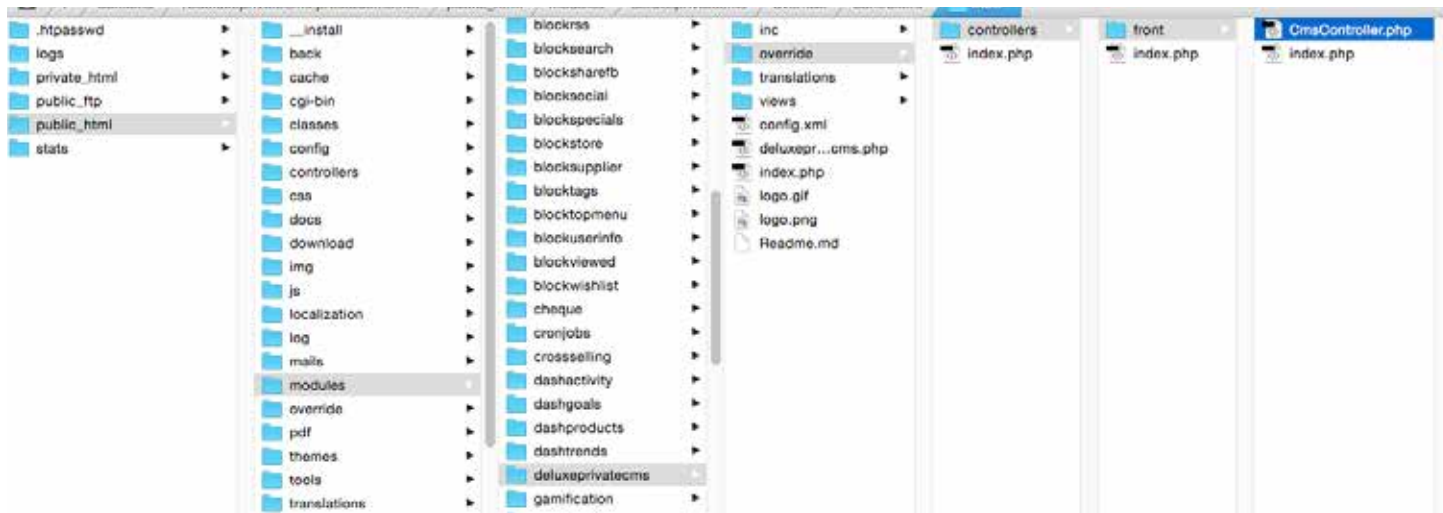 .htpasswd
logs
private_html
public_ftp
public_html
stats
__install
back
cache
cgi-bin
classes
config
controllers
css
docs
download
img
js
localization
log
mails
modules
override
pdf
themes
tools
translations
blockrss
blocksearch
blocksharefb
blocksocial
blockspecials
blockstore
blocksupplier
blocktags
blocktopmenu
blockuserinfo
blockviewed
blockwishlist
cheque
cronjobs
crossselling
dashactivity
dashgoals
dashproducts
dashtrends
deluxeprivatecms
gamification
inc
override
translations
views
config.xml
deluxepr...cms.php
index.php
logo.gif
logo.png
Readme.md
controllers
index.php
front
index.php
CmsController.php
index.php